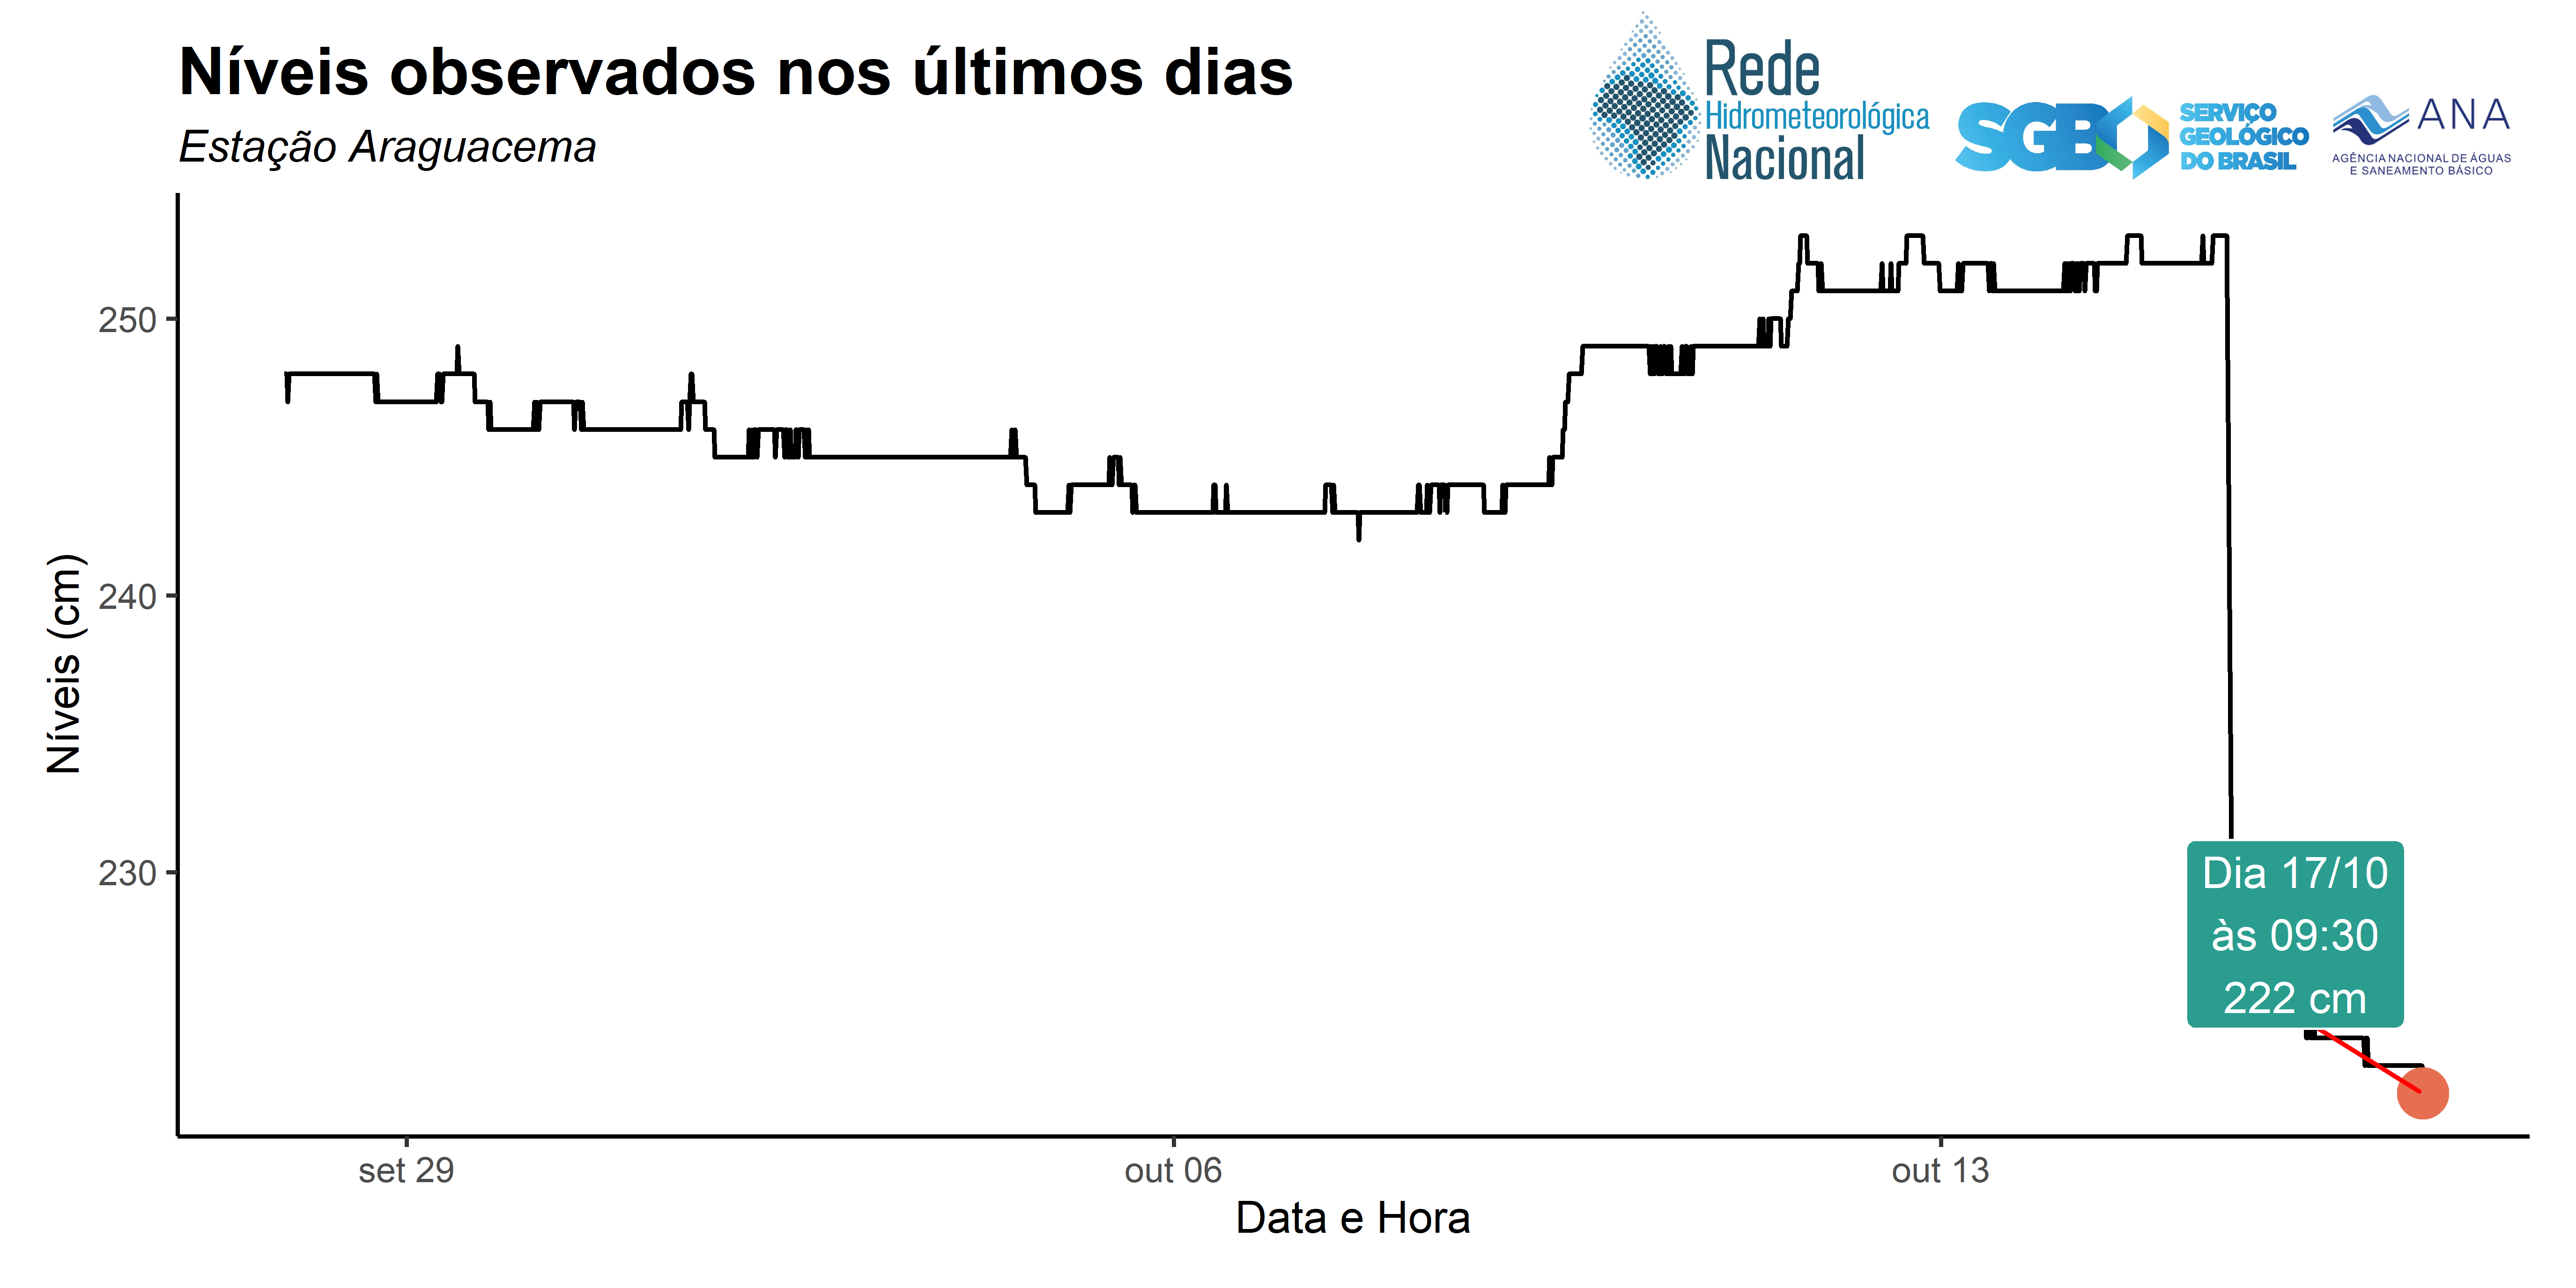 Níveis observados nos últimos dias
Estação Araguacema
Rede
Hidrometeorológica
Nacional
SGB
SERVIÇO
GEOLÓGICO
DO BRASIL
ANA
AGÊNCIA NACIONAL DE ÁGUAS
E SANEAMENTO BÁSICO
Níveis (cm)
250
240
230
Dia 17/10
às 09:30
222 cm
set 29
out 06
out 13
Data e Hora